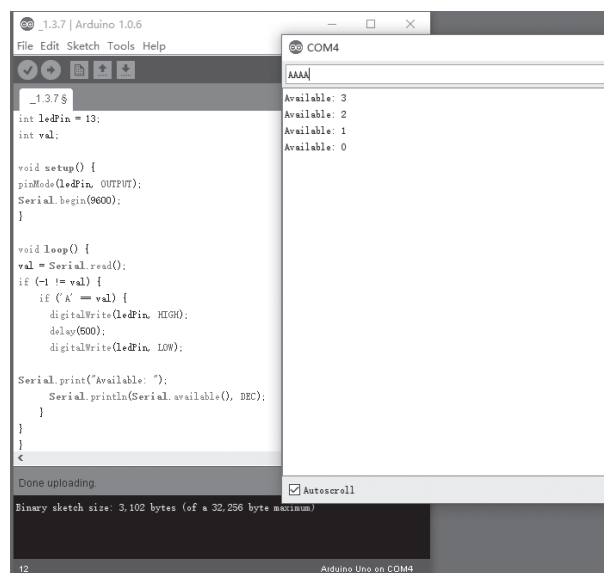 _1.3.7 | Arduino 1.0.6
File Edit Sketch Tools Help
_1.3.7 §
int ledPin = 13;
int val;
void setup() {
pinMode(ledPin, OUTPUT);
Serial.begin(9600);
}
void loop() {
val = Serial.read();
if (-1 != val) {
if ('A' == val) {
digitalWrite(ledPin, HIGH);
delay(500);
digitalWrite(ledPin, LOW);
Serial.print("Available: ");
Serial.println(Serial.available(), DEC);
}
}
}
Done uploading.
Binary sketch size: 3,102 bytes (of a 32,256 byte maximum)
12
Arduino Uno on COM4
COM4
AAAA
Available: 3
Available: 2
Available: 1
Available: 0
Autoscroll